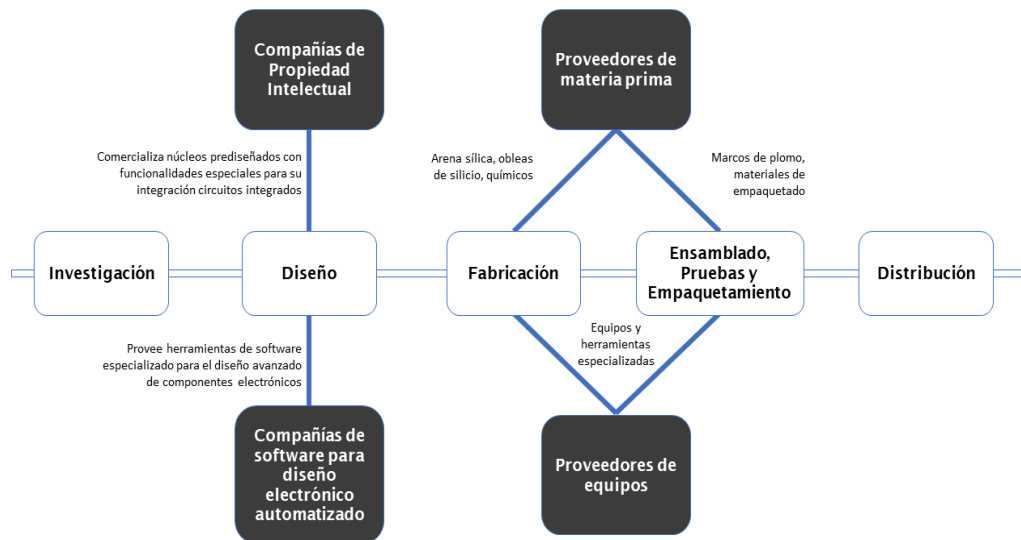 Compañías de
Propiedad
Intelectual
Proveedores de
materia prima
Comercializa núcleos prediseñados con
funcionalidades especiales para su
integración circuitos integrados
Arena sílica, obleas
de silicio, químicos
Marcos de plomo,
materiales de
empaquetado
Investigación
Diseño
Fabricación
Ensamblado,
Pruebas y
Empaquetamiento
Distribución
Provee herramientas de software
especializado para el diseño avanzado
de componentes electrónicos
Equipos y
herramientas
especializadas
Compañías de
software para
diseño
electrónico
automatizado
Proveedores de
equipos